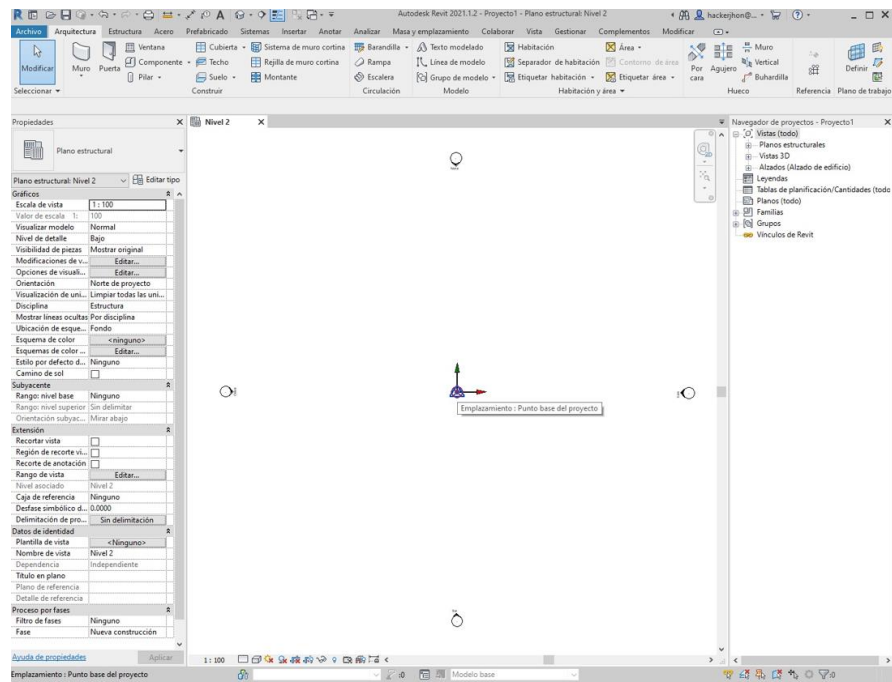 Autodesk Revit 2021.1.2 - Proyecto1 - Plano estructural: Nivel 2
hackerjhon@...
Archivo Arquitectura Estructura Acero Prefabricado Sistemas Insertar Anotar Analizar Masa y emplazamiento Colaborar Vista Gestionar Complementos Modificar
Modificar
Muro
Puerta
Ventana
Componente
Pilar
Cubierta
Techo
Suelo
Sistema de muro cortina
Rejilla de muro cortina
Montante
Barandilla
Rampa
Escalera
Texto modelado
Línea de modelo
Grupo de modelo
Habitación
Separador de habitación
Etiquetar habitación
Área
Contorno de área
Etiquetar área
Por cara
Agujero
Muro
Vertical
Buhardilla
Definir
Seleccionar Construir Circulación Modelo Habitación y área Hueco Referencia Plano de trabajo
Propiedades
Plano estructural
Plano estructural: Nivel 2 Editar tipo
Gráficos
Escala de vista 1 : 100
Valor de escala 1: 100
Visualizar modelo Normal
Nivel de detalle Bajo
Visibilidad de piezas Mostrar original
Modificaciones de v... Editar...
Opciones de visuali... Editar...
Orientación Norte de proyecto
Visualización de uni... Limpiar todas las uni...
Disciplina Estructura
Mostrar líneas ocultas Por disciplina
Ubicación de esque... Fondo
Esquema de color <ninguno>
Esquemas de color ... Editar...
Estilo por defecto d... Ninguno
Camino de sol
Subyacente
Rango: nivel base Ninguno
Rango: nivel superior Sin delimitar
Orientación subyac... Mirar abajo
Extensión
Recortar vista
Región de recorte vi...
Recorte de anotación
Rango de vista Editar...
Nivel asociado Nivel 2
Caja de referencia Ninguno
Desfase simbólico d... 0.0000
Delimitación de pro... Sin delimitación
Datos de identidad
Plantilla de vista <Ninguno>
Nombre de vista Nivel 2
Dependencia Independiente
Título en plano
Plano de referencia
Detalle de referencia
Proceso por fases
Filtro de fases Ninguno
Fase Nueva construcción
Ayuda de propiedades Aplicar
Nivel 2
Emplazamiento : Punto base del proyecto
1 : 100
Navegador de proyectos - Proyecto1
Vistas (todo)
Planos estructurales
Vistas 3D
Alzados (Alzado de edificio)
Leyendas
Tablas de planificación/Cantidades (todo
Planos (todo)
Familias
Grupos
Vínculos de Revit
Emplazamiento : Punto base del proyecto
:0
Modelo base
:0